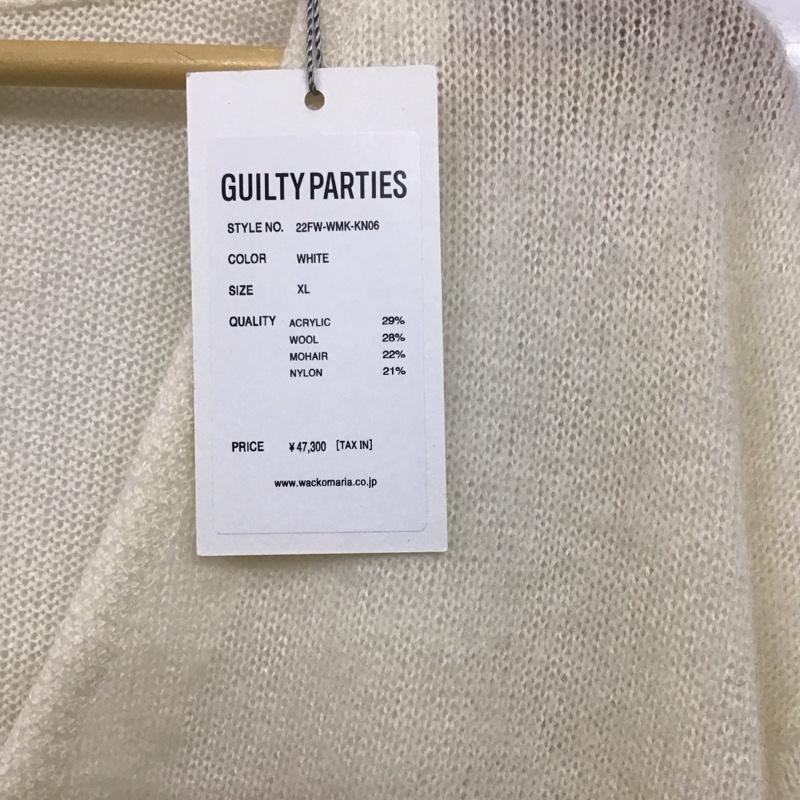 GUILTY PARTIES
STYLE NO. 22FW-WMK-KN06
COLOR WHITE
SIZE XL
QUALITY ACRYLIC 29%
WOOL 28%
MOHAIR 22%
NYLON 21%
PRICE ¥47,300 [TAX IN]
www.wackomaria.co.jp